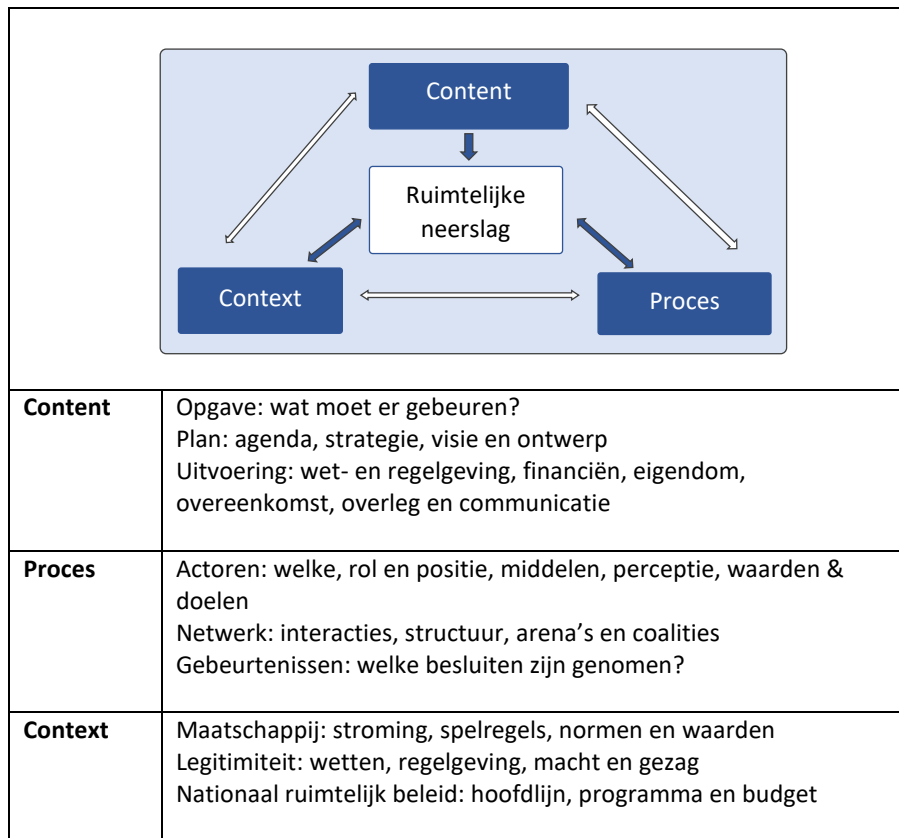 Content
Ruimtelijke
neerslag
Context
Proces
Content
Opgave: wat moet er gebeuren?
Plan: agenda, strategie, visie en ontwerp
Uitvoering: wet- en regelgeving, financiën, eigendom,
overeenkomst, overleg en communicatie
Proces
Actoren: welke, rol en positie, middelen, perceptie, waarden &
doelen
Netwerk: interacties, structuur, arena’s en coalities
Gebeurtenissen: welke besluiten zijn genomen?
Context
Maatschappij: stroming, spelregels, normen en waarden
Legitimiteit: wetten, regelgeving, macht en gezag
Nationaal ruimtelijk beleid: hoofdlijn, programma en budget